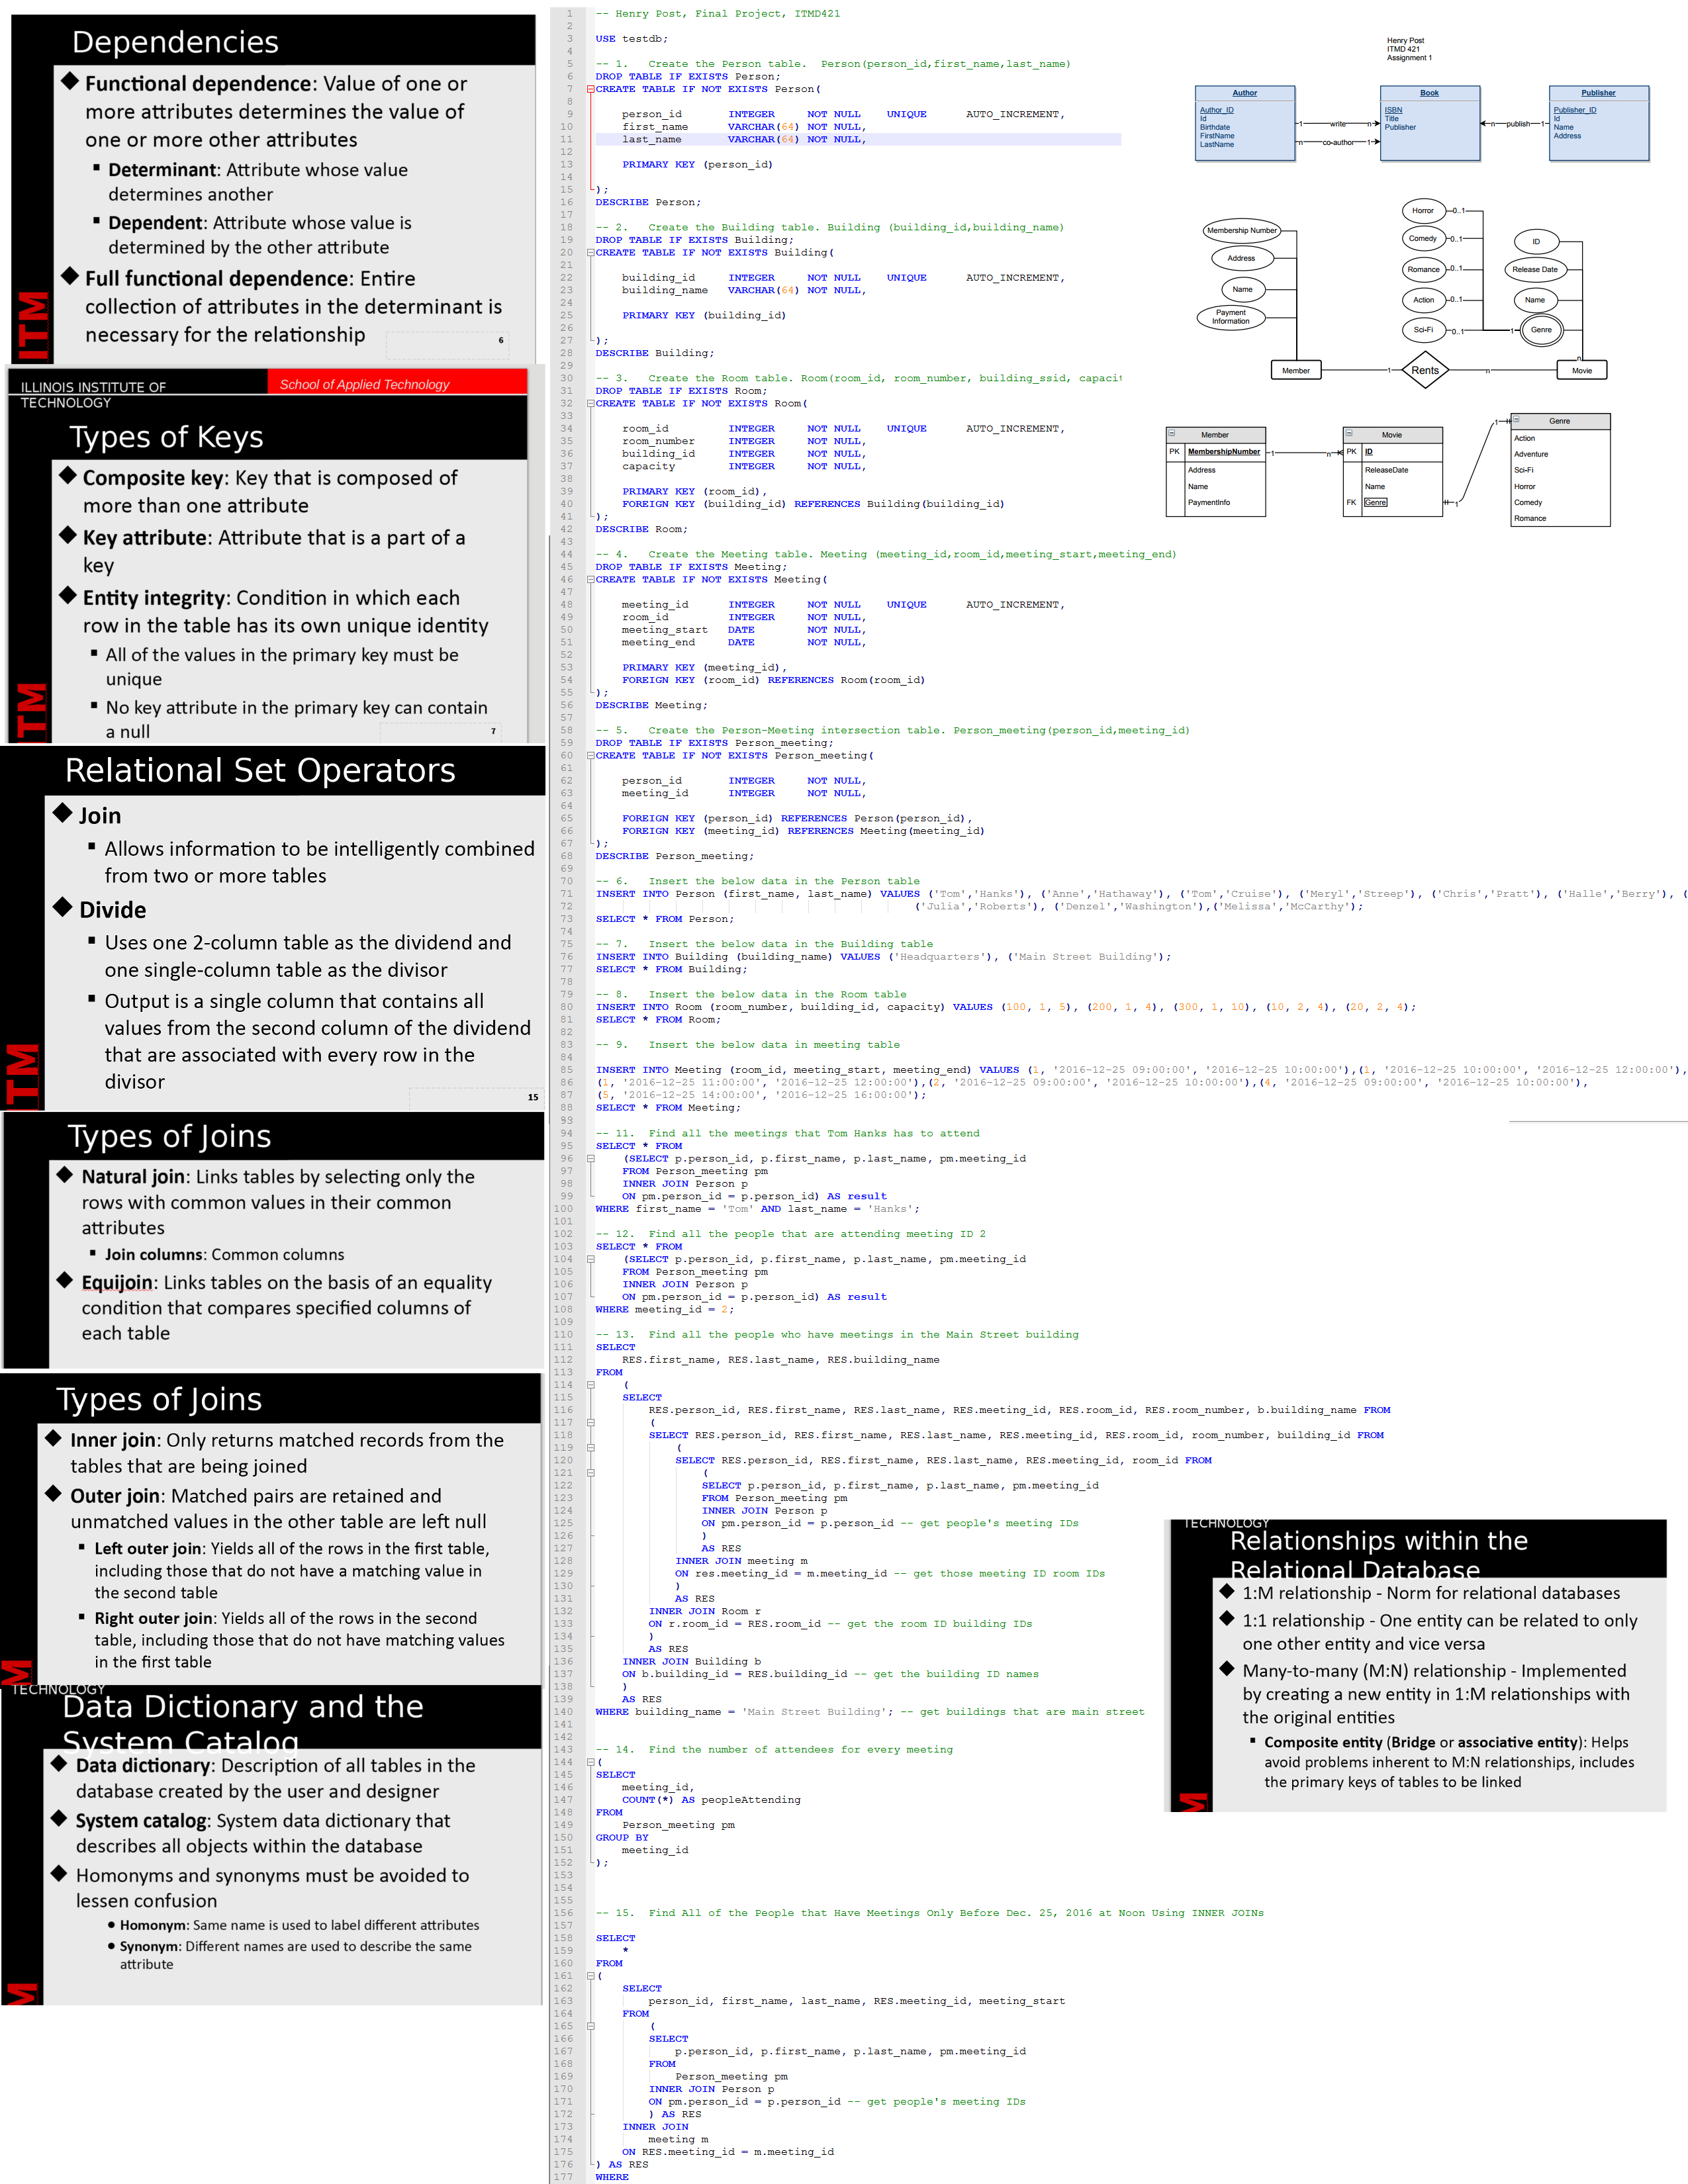 Dependencies
Functional dependence: Value of one or
more attributes determines the value of
one or more other attributes
Determinant: Attribute whose value
determines another
Dependent: Attribute whose value is
determined by the other attribute
Full functional dependence: Entire
collection of attributes in the determinant is
necessary for the relationship
ITM
6
ILLINOIS INSTITUTE OF
TECHNOLOGY
School of Applied Technology
Types of Keys
Composite key: Key that is composed of
more than one attribute
Key attribute: Attribute that is a part of a
key
Entity integrity: Condition in which each
row in the table has its own unique identity
All of the values in the primary key must be
unique
No key attribute in the primary key can contain
a null
ITM
7
Relational Set Operators
Join
Allows information to be intelligently combined
from two or more tables
Divide
Uses one 2-column table as the dividend and
one single-column table as the divisor
Output is a single column that contains all
values from the second column of the dividend
that are associated with every row in the
divisor
ITM
15
Types of Joins
Natural join: Links tables by selecting only the
rows with common values in their common
attributes
Join columns: Common columns
Equijoin: Links tables on the basis of an equality
condition that compares specified columns of
each table
Types of Joins
Inner join: Only returns matched records from the
tables that are being joined
Outer join: Matched pairs are retained and
unmatched values in the other table are left null
Left outer join: Yields all of the rows in the first table,
including those that do not have a matching value in
the second table
Right outer join: Yields all of the rows in the second
table, including those that do not have matching values
in the first table
M
TECHNOLOGY
Data Dictionary and the
System Catalog
Data dictionary: Description of all tables in the
database created by the user and designer
System catalog: System data dictionary that
describes all objects within the database
Homonyms and synonyms must be avoided to
lessen confusion
Homonym: Same name is used to label different attributes
Synonym: Different names are used to describe the same
attribute
M
1 -- Henry Post, Final Project, ITMD421
2
3 USE testdb;
4
5 -- 1. Create the Person table. Person(person_id,first_name,last_name)
6 DROP TABLE IF EXISTS Person;
7 CREATE TABLE IF NOT EXISTS Person(
8
9 person_id INTEGER NOT NULL UNIQUE AUTO_INCREMENT,
10 first_name VARCHAR(64) NOT NULL,
11 last_name VARCHAR(64) NOT NULL,
12
13 PRIMARY KEY (person_id)
14
15 );
16 DESCRIBE Person;
17
18 -- 2. Create the Building table. Building (building_id,building_name)
19 DROP TABLE IF EXISTS Building;
20 CREATE TABLE IF NOT EXISTS Building(
21
22 building_id INTEGER NOT NULL UNIQUE AUTO_INCREMENT,
23 building_name VARCHAR(64) NOT NULL,
24
25 PRIMARY KEY (building_id)
26
27 );
28 DESCRIBE Building;
29
30 -- 3. Create the Room table. Room(room_id, room_number, building_ssid, capacit
31 DROP TABLE IF EXISTS Room;
32 CREATE TABLE IF NOT EXISTS Room(
33
34 room_id INTEGER NOT NULL UNIQUE AUTO_INCREMENT,
35 room_number INTEGER NOT NULL,
36 building_id INTEGER NOT NULL,
37 capacity INTEGER NOT NULL,
38
39 PRIMARY KEY (room_id),
40 FOREIGN KEY (building_id) REFERENCES Building(building_id)
41 );
42 DESCRIBE Room;
43
44 -- 4. Create the Meeting table. Meeting (meeting_id,room_id,meeting_start,meeting_end)
45 DROP TABLE IF EXISTS Meeting;
46 CREATE TABLE IF NOT EXISTS Meeting(
47
48 meeting_id INTEGER NOT NULL UNIQUE AUTO_INCREMENT,
49 room_id INTEGER NOT NULL,
50 meeting_start DATE NOT NULL,
51 meeting_end DATE NOT NULL,
52
53 PRIMARY KEY (meeting_id),
54 FOREIGN KEY (room_id) REFERENCES Room(room_id)
55 );
56 DESCRIBE Meeting;
57
58 -- 5. Create the Person-Meeting intersection table. Person_meeting(person_id,meeting_id)
59 DROP TABLE IF EXISTS Person_meeting;
60 CREATE TABLE IF NOT EXISTS Person_meeting(
61
62 person_id INTEGER NOT NULL,
63 meeting_id INTEGER NOT NULL,
64
65 FOREIGN KEY (person_id) REFERENCES Person(person_id),
66 FOREIGN KEY (meeting_id) REFERENCES Meeting(meeting_id)
67 );
68 DESCRIBE Person_meeting;
69
70 -- 6. Insert the below data in the Person table
71 INSERT INTO Person (first_name, last_name) VALUES ('Tom','Hanks'), ('Anne','Hathaway'), ('Tom','Cruise'), ('Meryl','Streep'), ('Chris','Pratt'), ('Halle','Berry'), (
72 ('Julia','Roberts'), ('Denzel','Washington'),('Melissa','McCarthy');
73 SELECT * FROM Person;
74
75 -- 7. Insert the below data in the Building table
76 INSERT INTO Building (building_name) VALUES ('Headquarters'), ('Main Street Building');
77 SELECT * FROM Building;
78
79 -- 8. Insert the below data in the Room table
80 INSERT INTO Room (room_number, building_id, capacity) VALUES (100, 1, 5), (200, 1, 4), (300, 1, 10), (10, 2, 4), (20, 2, 4);
81 SELECT * FROM Room;
82
83 -- 9. Insert the below data in meeting table
84
85 INSERT INTO Meeting (room_id, meeting_start, meeting_end) VALUES (1, '2016-12-25 09:00:00', '2016-12-25 10:00:00'),(1, '2016-12-25 10:00:00', '2016-12-25 12:00:00'),
86 (1, '2016-12-25 11:00:00', '2016-12-25 12:00:00'),(2, '2016-12-25 09:00:00', '2016-12-25 10:00:00'),(4, '2016-12-25 09:00:00', '2016-12-25 10:00:00'),
87 (5, '2016-12-25 14:00:00', '2016-12-25 16:00:00');
88 SELECT * FROM Meeting;
93
94 -- 11. Find all the meetings that Tom Hanks has to attend
95 SELECT * FROM
96 (SELECT p.person_id, p.first_name, p.last_name, pm.meeting_id
97 FROM Person_meeting pm
98 INNER JOIN Person p
99 ON pm.person_id = p.person_id) AS result
100 WHERE first_name = 'Tom' AND last_name = 'Hanks';
101
102 -- 12. Find all the people that are attending meeting ID 2
103 SELECT * FROM
104 (SELECT p.person_id, p.first_name, p.last_name, pm.meeting_id
105 FROM Person_meeting pm
106 INNER JOIN Person p
107 ON pm.person_id = p.person_id) AS result
108 WHERE meeting_id = 2;
109
110 -- 13. Find all the people who have meetings in the Main Street building
111 SELECT
112 RES.first_name, RES.last_name, RES.building_name
113 FROM
114 (
115 SELECT
116 RES.person_id, RES.first_name, RES.last_name, RES.meeting_id, RES.room_id, RES.room_number, b.building_name FROM
117 (
118 SELECT RES.person_id, RES.first_name, RES.last_name, RES.meeting_id, RES.room_id, room_number, building_id FROM
119 (
120 SELECT RES.person_id, RES.first_name, RES.last_name, RES.meeting_id, room_id FROM
121 (
122 SELECT p.person_id, p.first_name, p.last_name, pm.meeting_id
123 FROM Person_meeting pm
124 INNER JOIN Person p
125 ON pm.person_id = p.person_id -- get people's meeting IDs
126 )
127 AS RES
128 INNER JOIN meeting m
129 ON res.meeting_id = m.meeting_id -- get those meeting ID room IDs
130 )
131 AS RES
132 INNER JOIN Room r
133 ON r.room_id = RES.room_id -- get the room ID building IDs
134 )
135 AS RES
136 INNER JOIN Building b
137 ON b.building_id = RES.building_id -- get the building ID names
138 )
139 AS RES
140 WHERE building_name = 'Main Street Building'; -- get buildings that are main street
141
142
143 -- 14. Find the number of attendees for every meeting
144 (
145 SELECT
146 meeting_id,
147 COUNT(*) AS peopleAttending
148 FROM
149 Person_meeting pm
150 GROUP BY
151 meeting_id
152 );
153
154
155
156 -- 15. Find All of the People that Have Meetings Only Before Dec. 25, 2016 at Noon Using INNER JOINs
157
158 SELECT
159 *
160 FROM
161 (
162 SELECT
163 person_id, first_name, last_name, RES.meeting_id, meeting_start
164 FROM
165 (
166 SELECT
167 p.person_id, p.first_name, p.last_name, pm.meeting_id
168 FROM
169 Person_meeting pm
170 INNER JOIN Person p
171 ON pm.person_id = p.person_id -- get people's meeting IDs
172 ) AS RES
173 INNER JOIN
174 meeting m
175 ON RES.meeting_id = m.meeting_id
176 ) AS RES
177 WHERE
Henry Post
ITMD 421
Assignment 1
Author
Author_ID
Id
Birthdate
FirstName
LastName
1 write n
n co-author 1
Book
ISBN
Title
Publisher
n publish 1
Publisher
Publisher_ID
Id
Name
Address
Membership Number
Address
Name
Payment
Information
Horror 0..1
Comedy 0..1
Romance 0..1
Action 0..1
Sci-Fi 0..1
ID
Release Date
Name
1 Genre
n
Member 1 Rents n Movie
Member
PK MembershipNumber
Address
Name
PaymentInfo
1 n
Movie
PK ID
ReleaseDate
Name
FK Genre
1 1
Genre
Action
Adventure
Sci-Fi
Horror
Comedy
Romance
TECHNOLOGY
Relationships within the
Relational Database
1:M relationship - Norm for relational databases
1:1 relationship - One entity can be related to only
one other entity and vice versa
Many-to-many (M:N) relationship - Implemented
by creating a new entity in 1:M relationships with
the original entities
Composite entity (Bridge or associative entity): Helps
avoid problems inherent to M:N relationships, includes
the primary keys of tables to be linked
M